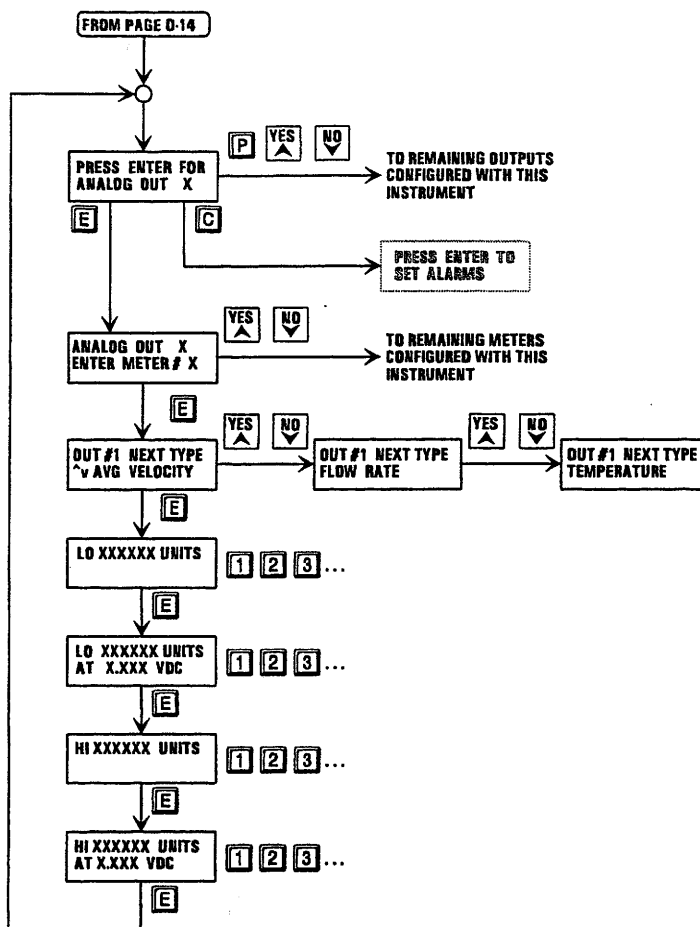 FROM PAGE D-14
P YES NO
PRESS ENTER FOR
ANALOG OUT X
TO REMAINING OUTPUTS
CONFIGURED WITH THIS
INSTRUMENT
E C
PRESS ENTER TO
SET ALARMS
YES NO
ANALOG OUT X
ENTER METER# X
TO REMAINING METERS
CONFIGURED WITH THIS
INSTRUMENT
E
OUT #1 NEXT TYPE
^v AVG VELOCITY
YES NO
OUT #1 NEXT TYPE
FLOW RATE
YES NO
OUT #1 NEXT TYPE
TEMPERATURE
E
LO XXXXXX UNITS
1 2 3 ...
E
LO XXXXXX UNITS
AT X.XXX VDC
1 2 3 ...
E
HI XXXXXX UNITS
1 2 3 ...
E
HI XXXXXX UNITS
AT X.XXX VDC
1 2 3 ...
E